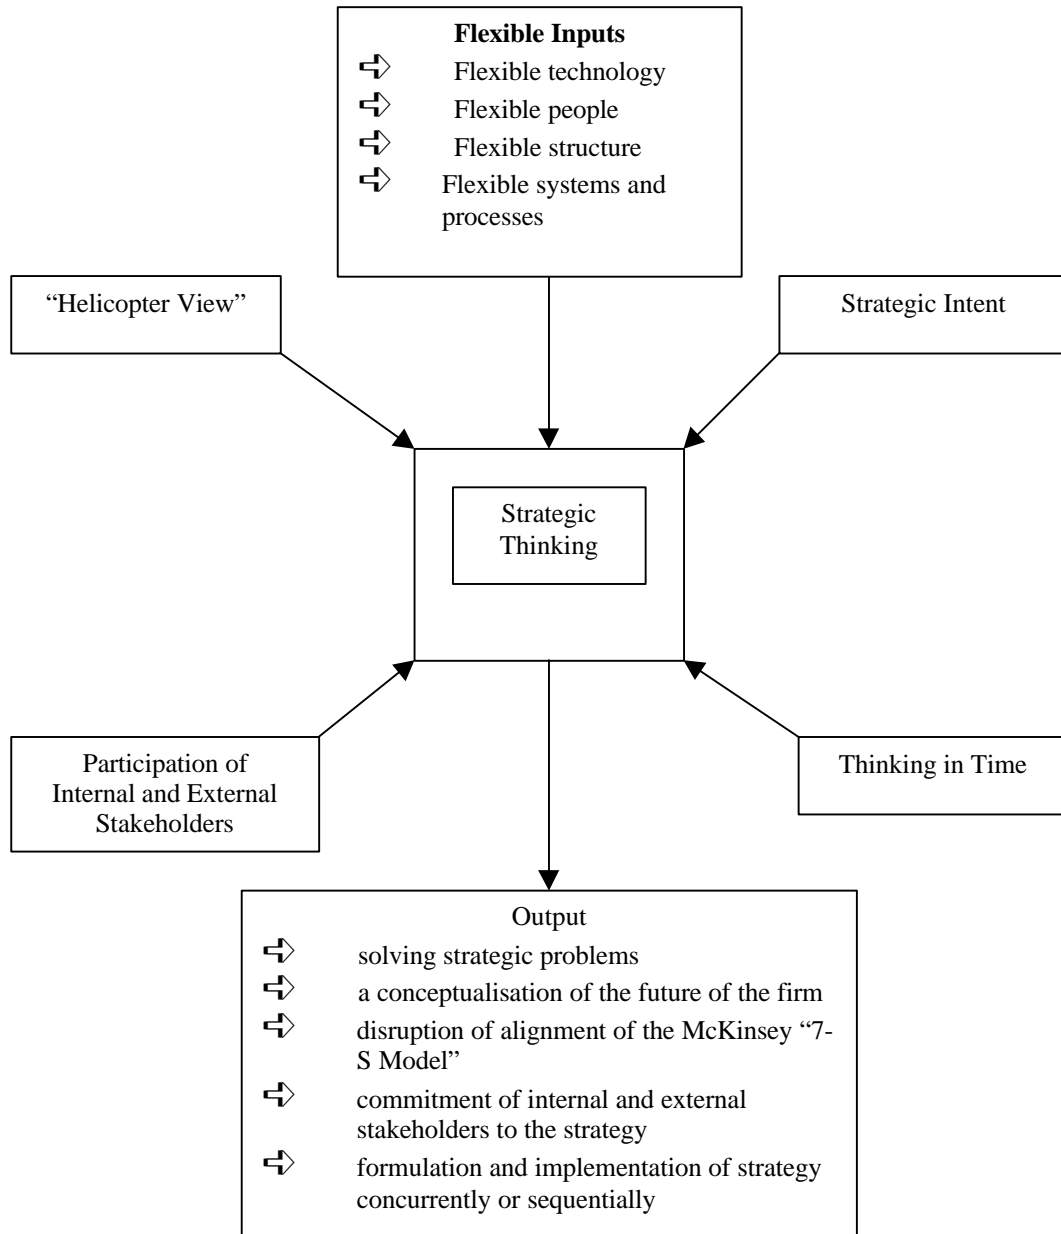 Flexible Inputs
Flexible technology
Flexible people
Flexible structure
Flexible systems and
processes
“Helicopter View”
Strategic Intent
Strategic
Thinking
Participation of
Internal and External
Stakeholders
Thinking in Time
Output
solving strategic problems
a conceptualisation of the future of the firm
disruption of alignment of the McKinsey “7-
S Model”
commitment of internal and external
stakeholders to the strategy
formulation and implementation of strategy
concurrently or sequentially